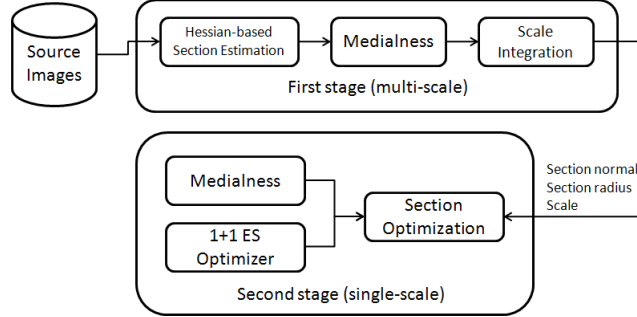 Source
Images
Hessian-based
Section Estimation
Medialness
Scale
Integration
First stage (multi-scale)
Medialness
1+1 ES
Optimizer
Section
Optimization
Section normal
Section radius
Scale
Second stage (single-scale)